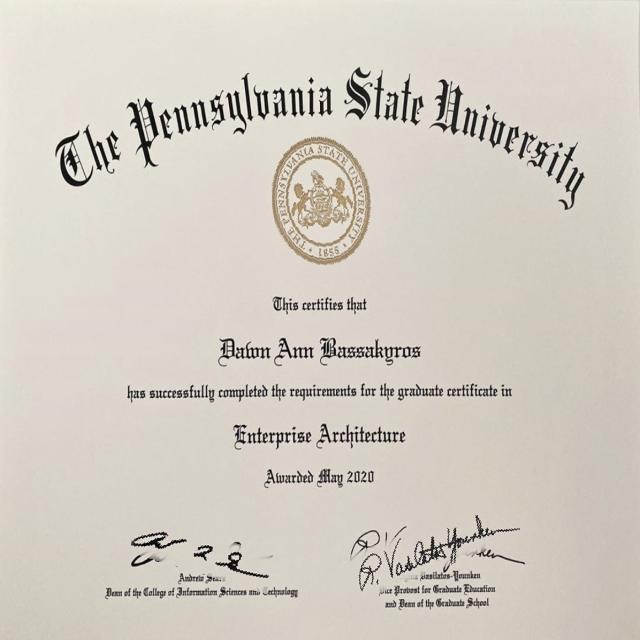 The Pennsylvania State University
THE PENNSYLVANIA STATE UNIVERSITY
1855
This certifies that
Dawn Ann Bassakyros
has successfully completed the requirements for the graduate certificate in
Enterprise Architecture
Awarded May 2020
R. Vasilatos-Younken
Andrew Sears
Dean of the College of Information Sciences and Technology
Vasilatos-Younken
Vice Provost for Graduate Education
and Dean of the Graduate School